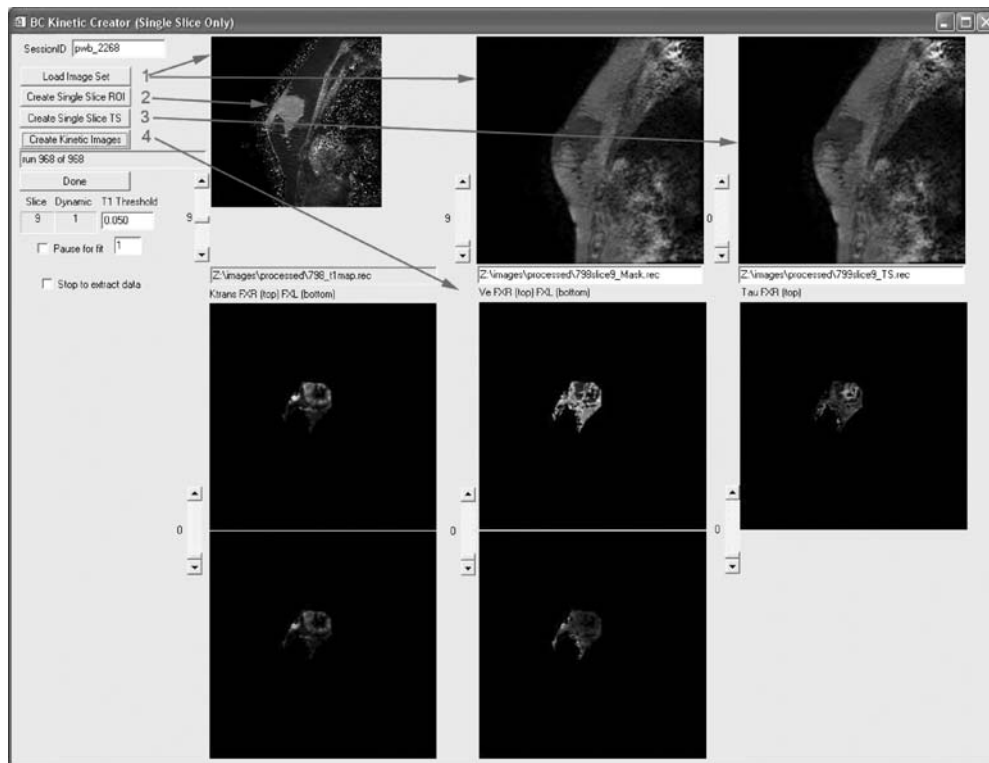 BC Kinetic Creator (Single Slice Only)
SessionID pwb_2268
Load Image Set 1
Create Single Slice ROI 2
Create Single Slice TS 3
Create Kinetic Images 4
run 968 of 968
Done
Slice Dynamic T1 Threshold
9 1 0.050
Pause for fit 1
Stop to extract data
9
9
0
Z:\images\processed\798_t1map.rec
Z:\images\processed\798slice9_Mask.rec
Z:\images\processed\799slice9_TS.rec
Ktrans FXR (top) FXL (bottom)
Ve FXR (top) FXL (bottom)
Tau FXR (top)
0
0
0